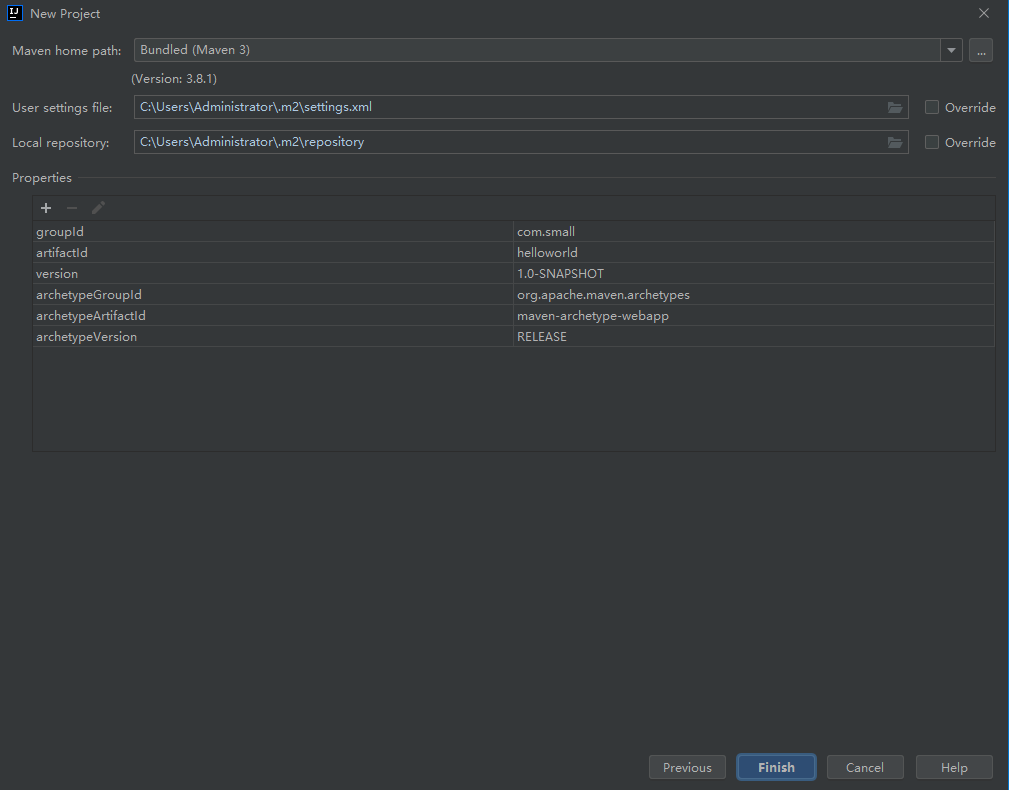 IJ New Project
Maven home path: Bundled (Maven 3) ...
(Version: 3.8.1)
User settings file: C:\Users\Administrator\.m2\settings.xml Override
Local repository: C:\Users\Administrator\.m2\repository Override
Properties
groupId com.small
artifactId helloworld
version 1.0-SNAPSHOT
archetypeGroupId org.apache.maven.archetypes
archetypeArtifactId maven-archetype-webapp
archetypeVersion RELEASE
Previous Finish Cancel Help